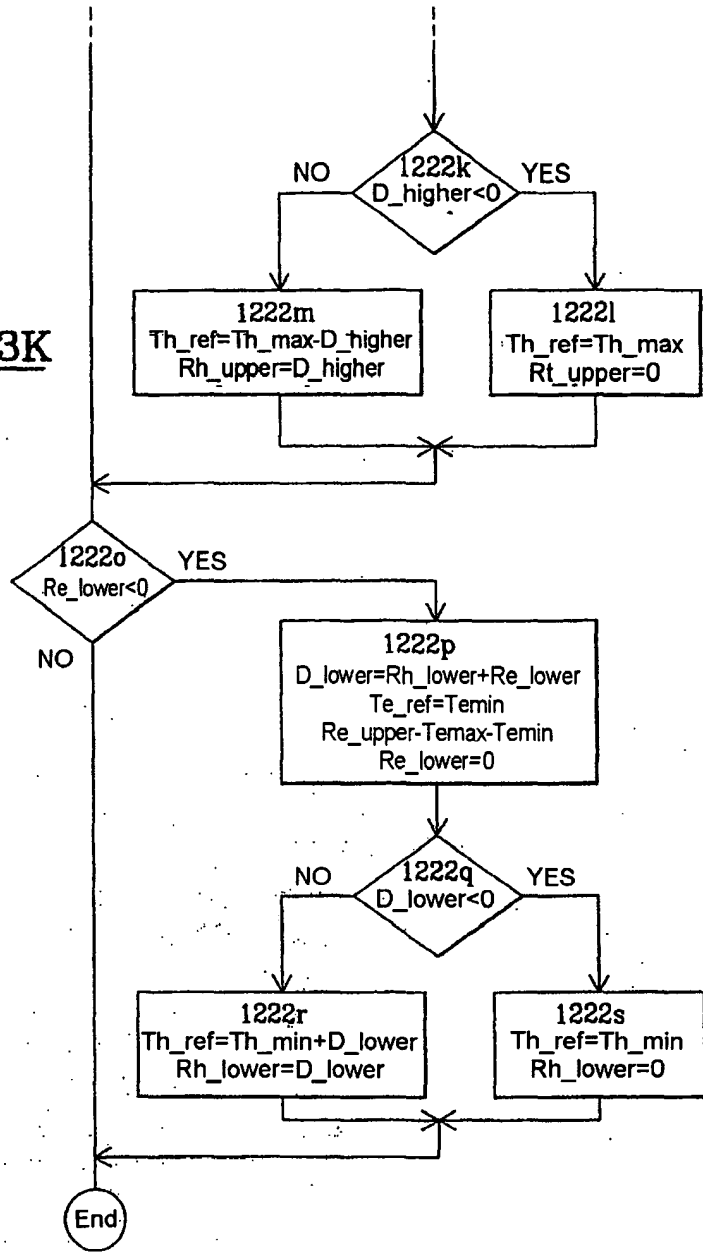 1222k
NO
YES
D_higher<0
1222m
Th_ref=Th_max-D_higher
Rh_upper=D_higher
1222l
Th_ref=Th_max
Rt_upper=0
3K
1222o
YES
Re_lower<0
NO
1222p
D_lower=Rh_lower+Re_lower
Te_ref=Temin
Re_upper-Temax-Temin
Re_lower=0
1222q
NO
YES
D_lower<0
1222r
Th_ref=Th_min+D_lower
Rh_lower=D_lower
1222s
Th_ref=Th_min
Rh_lower=0
End